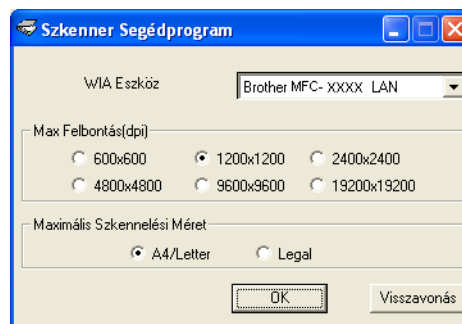 Szkenner Segédprogram
WIA Eszköz
Brother MFC- XXXX LAN
Max Felbontás(dpi)
600x600 1200x1200 2400x2400
4800x4800 9600x9600 19200x19200
Maximális Szkennelési Méret
A4/Letter Legal
OK Visszavonás